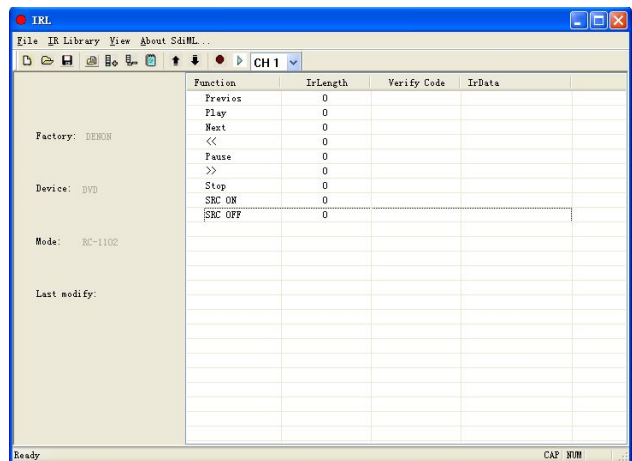 IRL
File IR Library View About SdiML...
CH 1
Function IrLength Verify Code IrData
Previos 0
Play 0
Next 0
<< 0
Pause 0
>> 0
Stop 0
SRC ON 0
SRC OFF 0
Factory: DENON
Device: DVD
Mode: RC-1102
Last modify:
Ready CAP NUM